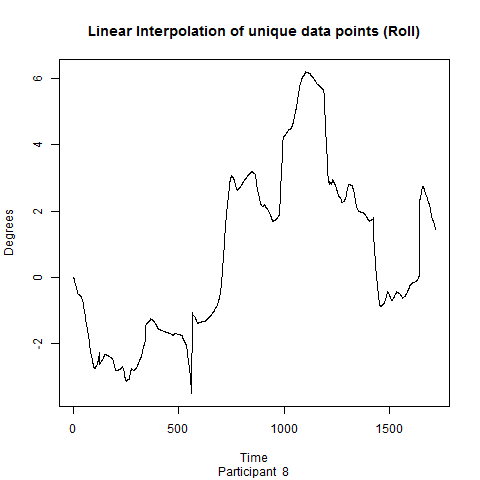 Linear Interpolation of unique data points (Roll)
6
4
2
0
-2
Degrees
0
500
1000
1500
Time
Participant 8